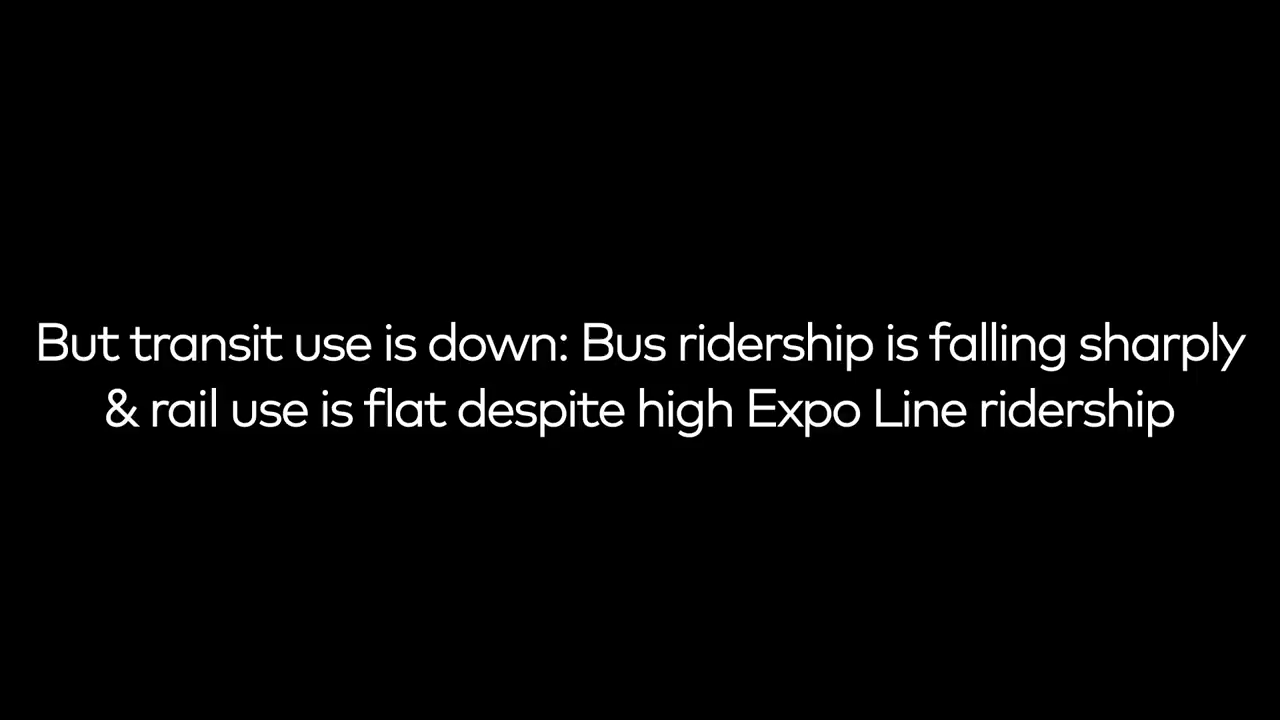 But transit use is down: Bus ridership is falling sharply
& rail use is flat despite high Expo Line ridership